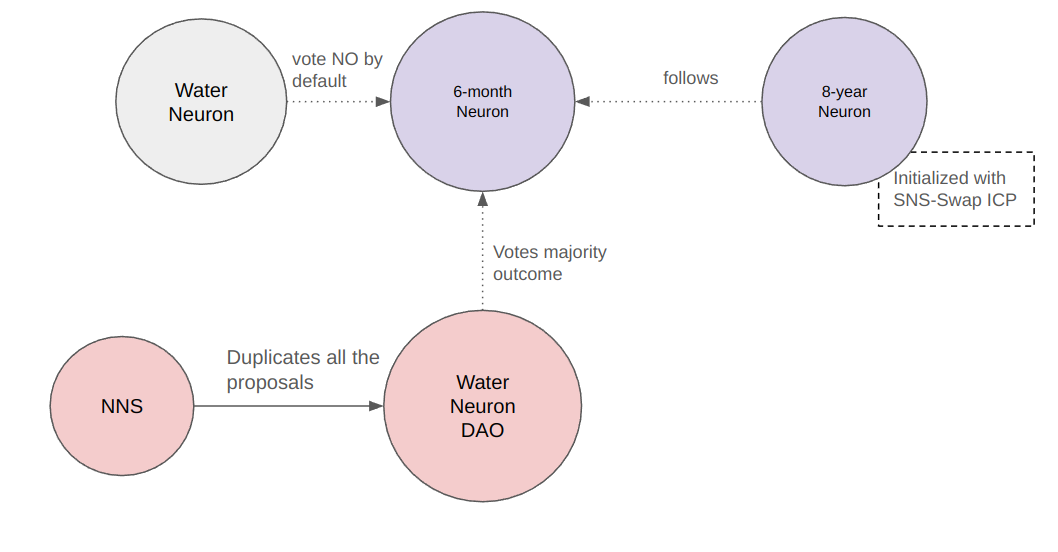 vote NO by
default
Water
Neuron
6-month
Neuron
follows
8-year
Neuron
Initialized with
SNS-Swap ICP
Votes majority
outcome
Duplicates all the
proposals
NNS
Water
Neuron
DAO